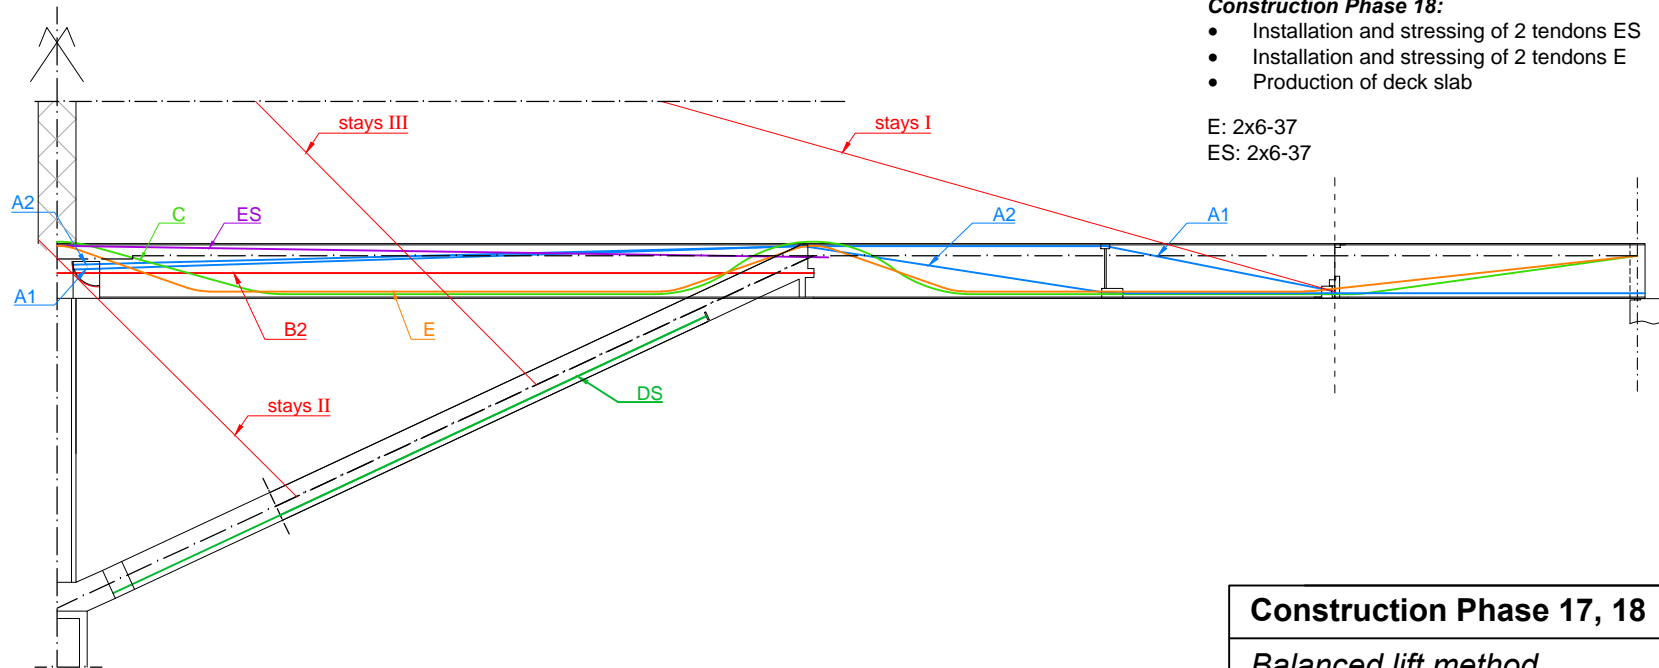 Construction Phase 18:
• Installation and stressing of 2 tendons ES
• Installation and stressing of 2 tendons E
• Production of deck slab
E: 2x6-37
ES: 2x6-37
stays III
stays I
A2
C
ES
A2
A1
A1
B2
E
DS
stays II
Construction Phase 17, 18
Balanced lift method